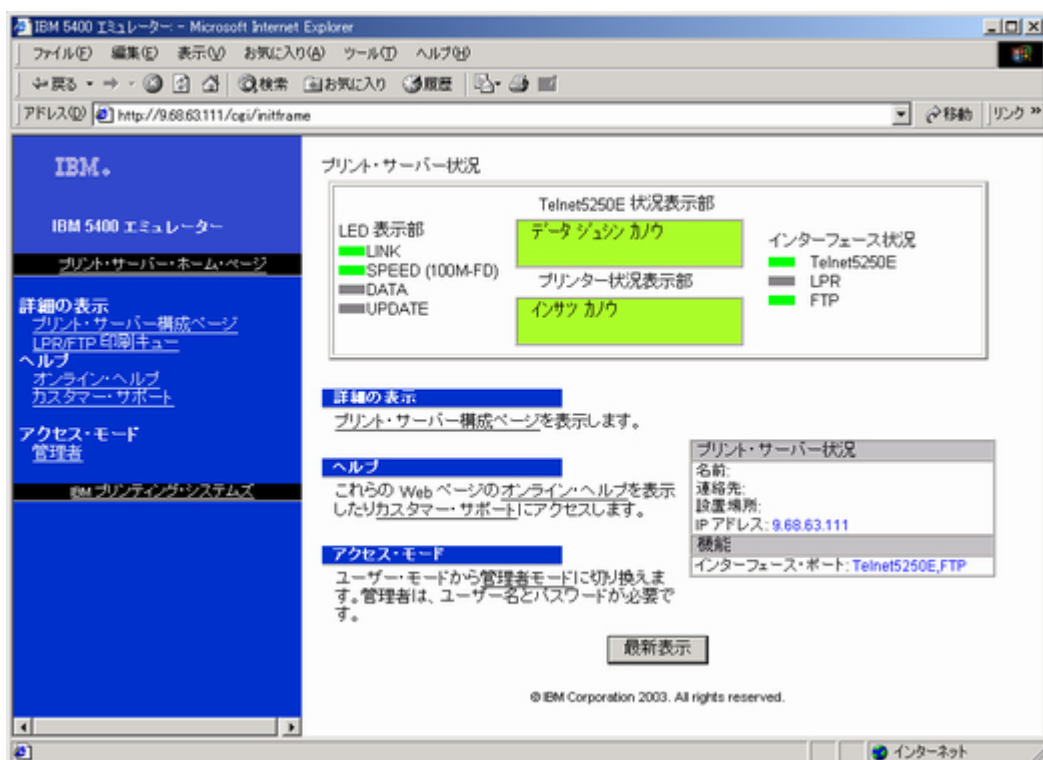 IBM 5400 エミュレーター: - Microsoft Internet Explorer
ファイル(F) 編集(E) 表示(V) お気に入り(A) ツール(T) ヘルプ(H)
戻る 検索 お気に入り 履歴
アドレス(D) http://9.68.63.111/cgi/initframe 移動 リンク »
IBM®
IBM 5400 エミュレーター
プリント・サーバー・ホーム・ページ
詳細の表示
プリント・サーバー構成ページ
LPR/FTP 印刷キュー
ヘルプ
オンライン・ヘルプ
カスタマー・サポート
アクセス・モード
管理者
IBM プリンティング・システムズ
プリント・サーバー状況
LED 表示部
LINK
SPEED (100M-FD)
DATA
UPDATE
Telnet5250E 状況表示部
データ ジュシン カノウ
プリンター状況表示部
インサツ カノウ
インターフェース状況
Telnet5250E
LPR
FTP
詳細の表示
プリント・サーバー構成ページを表示します。
ヘルプ
これらの Web ページのオンライン・ヘルプを表示
したりカスタマー・サポートにアクセスします。
アクセス・モード
ユーザー・モードから管理者モードに切り換えま
す。管理者は、ユーザー名とパスワードが必要で
す。
プリント・サーバー状況
名前:
連絡先:
設置場所:
IP アドレス: 9.68.63.111
機能
インターフェース・ポート: Telnet5250E,FTP
最新表示
© IBM Corporation 2003. All rights reserved.
インターネット